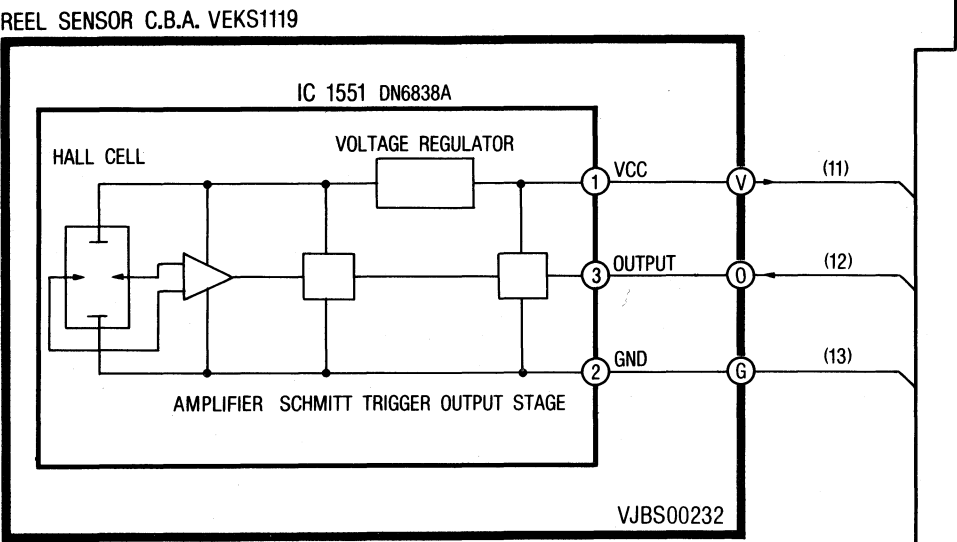 REEL SENSOR C.B.A. VEKS1119
IC 1551 DN6838A
HALL CELL
VOLTAGE REGULATOR
1 VCC V (11)
3 OUTPUT O (12)
2 GND G (13)
AMPLIFIER SCHMITT TRIGGER OUTPUT STAGE
VJBS00232